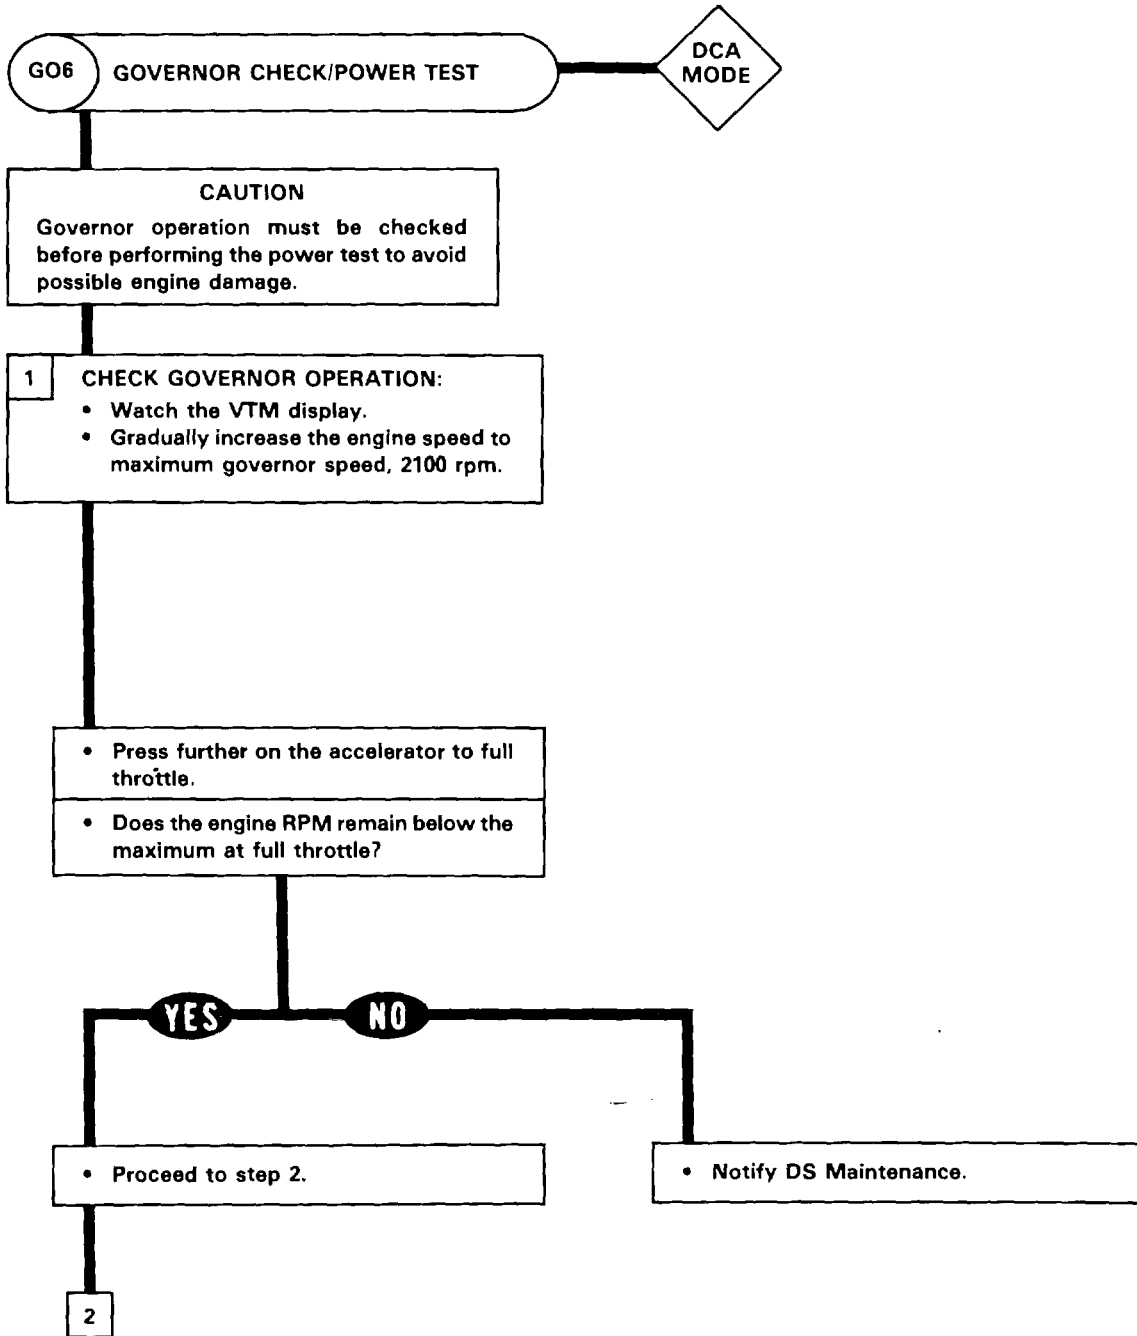 GO6 GOVERNOR CHECK/POWER TEST
DCA
MODE
CAUTION
Governor operation must be checked
before performing the power test to avoid
possible engine damage.
1 CHECK GOVERNOR OPERATION:
• Watch the VTM display.
• Gradually increase the engine speed to
maximum governor speed, 2100 rpm.
• Press further on the accelerator to full
throttle.
• Does the engine RPM remain below the
maximum at full throttle?
YES
NO
• Proceed to step 2.
• Notify DS Maintenance.
2